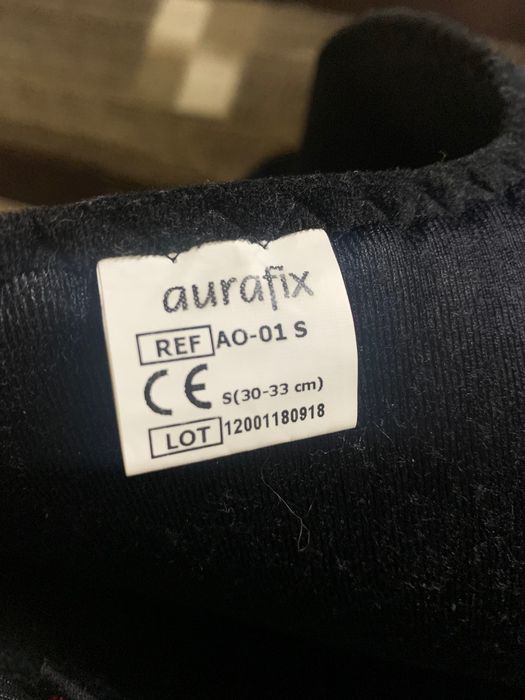 aurafix
REF AO-01 S
CE S(30-33 cm)
LOT 12001180918